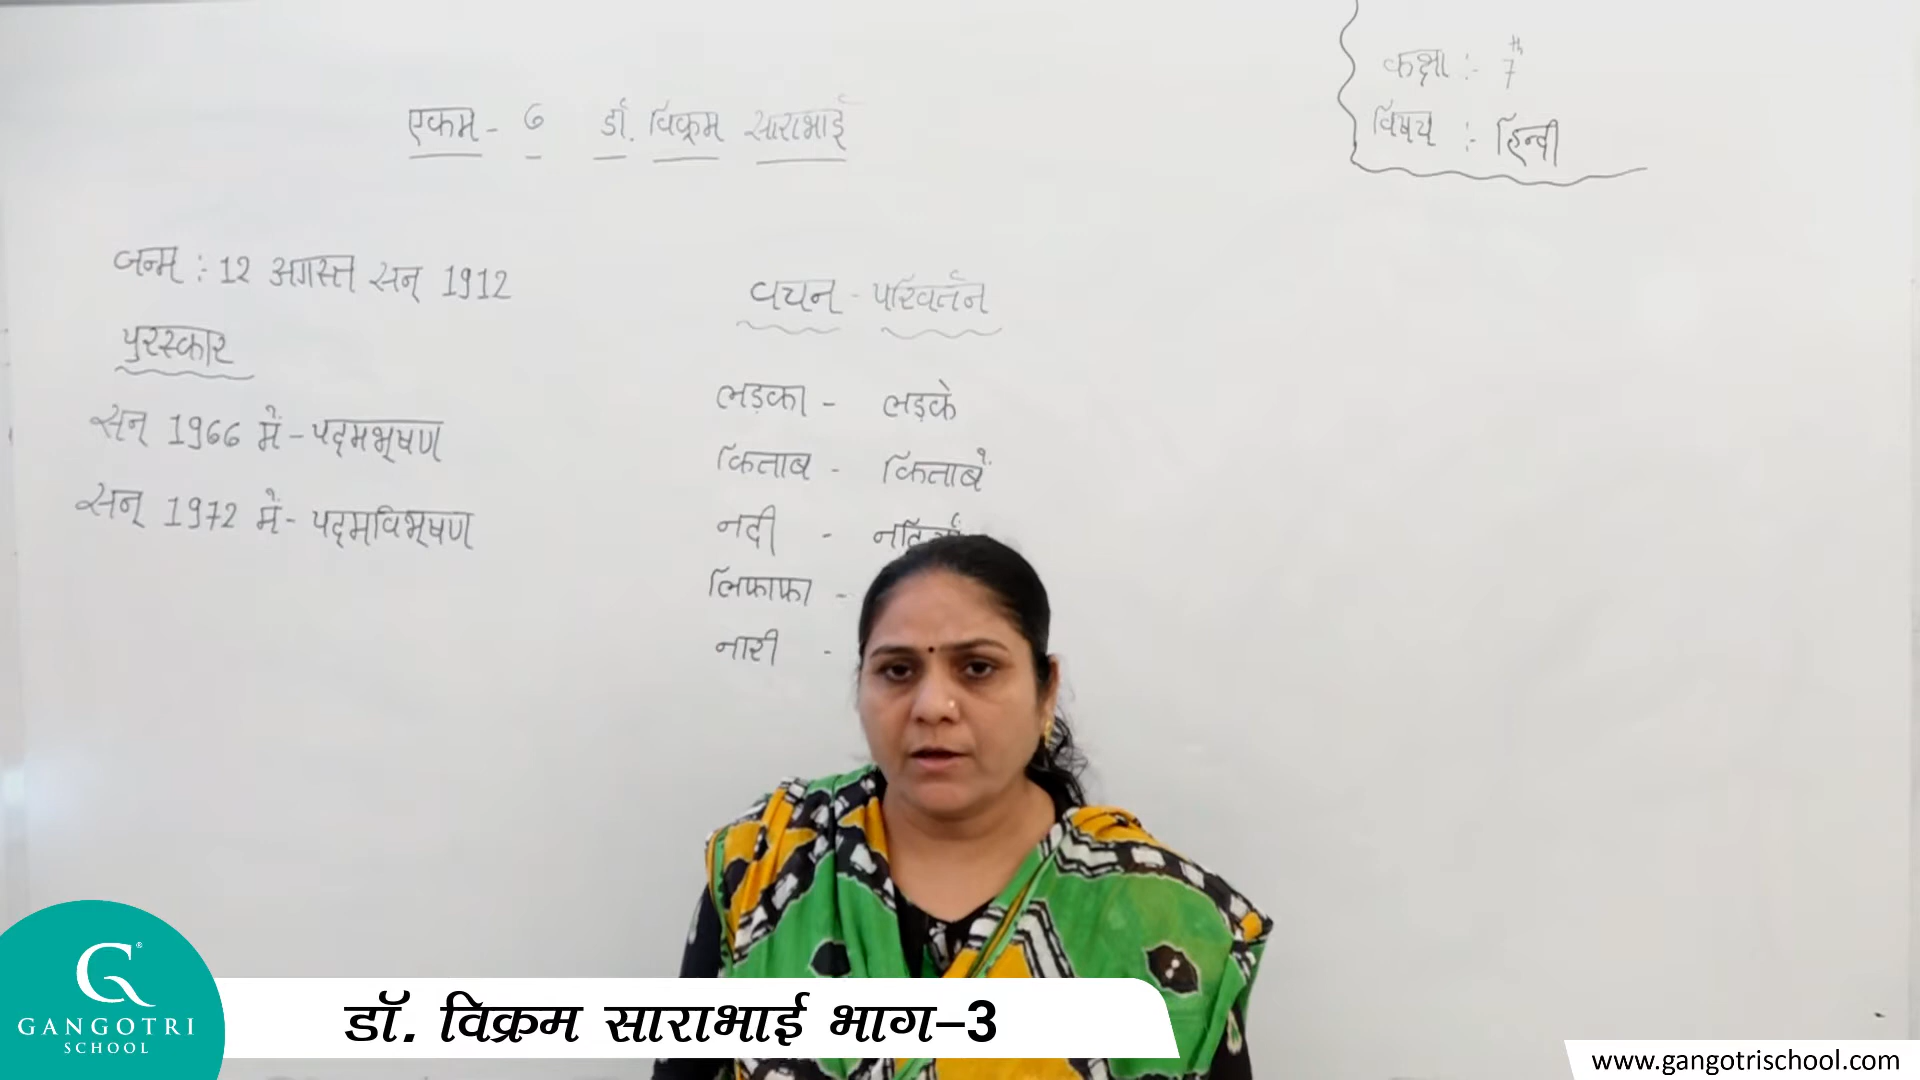 कक्षा :- 7th
विषय :- हिन्दी
एकम - ७ डॉ. विक्रम साराभाई
जन्म : 12 अगस्त सन् 1912
पुरस्कार
सन् 1966 में - पद्मभूषण
सन् 1972 में - पद्मविभूषण
वचन - परिवर्तन
लड़का - लड़के
किताब - किताबें
नदी -
लिफाफा -
नारी -
GANGOTRI
SCHOOL
डॉ. विक्रम साराभाई भाग–3
www.gangotrischool.com